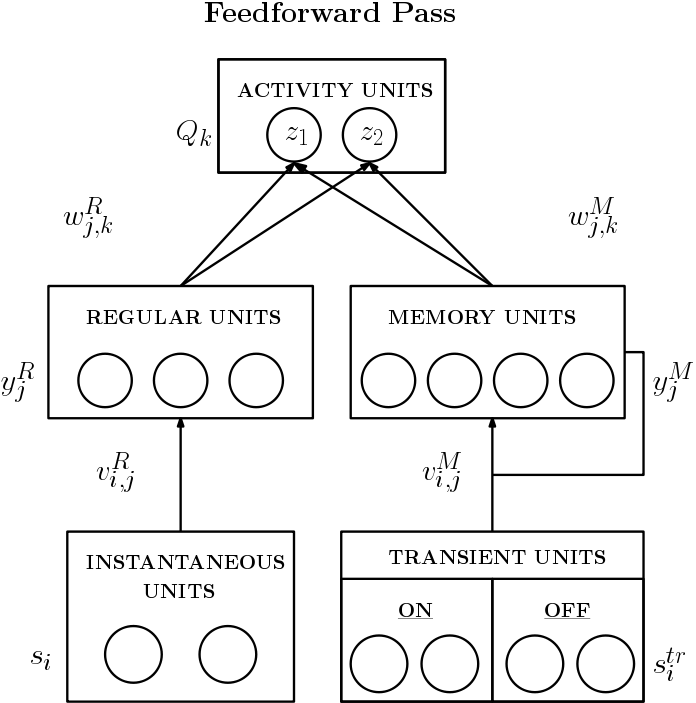 Feedforward Pass
ACTIVITY UNITS
Q_k
z_1 z_2
w^R_{j,k} w^M_{j,k}
REGULAR UNITS MEMORY UNITS
y^R_j y^M_j
v^R_{i,j} v^M_{i,j}
INSTANTANEOUS
UNITS
TRANSIENT UNITS
ON OFF
s_i s^{tr}_i